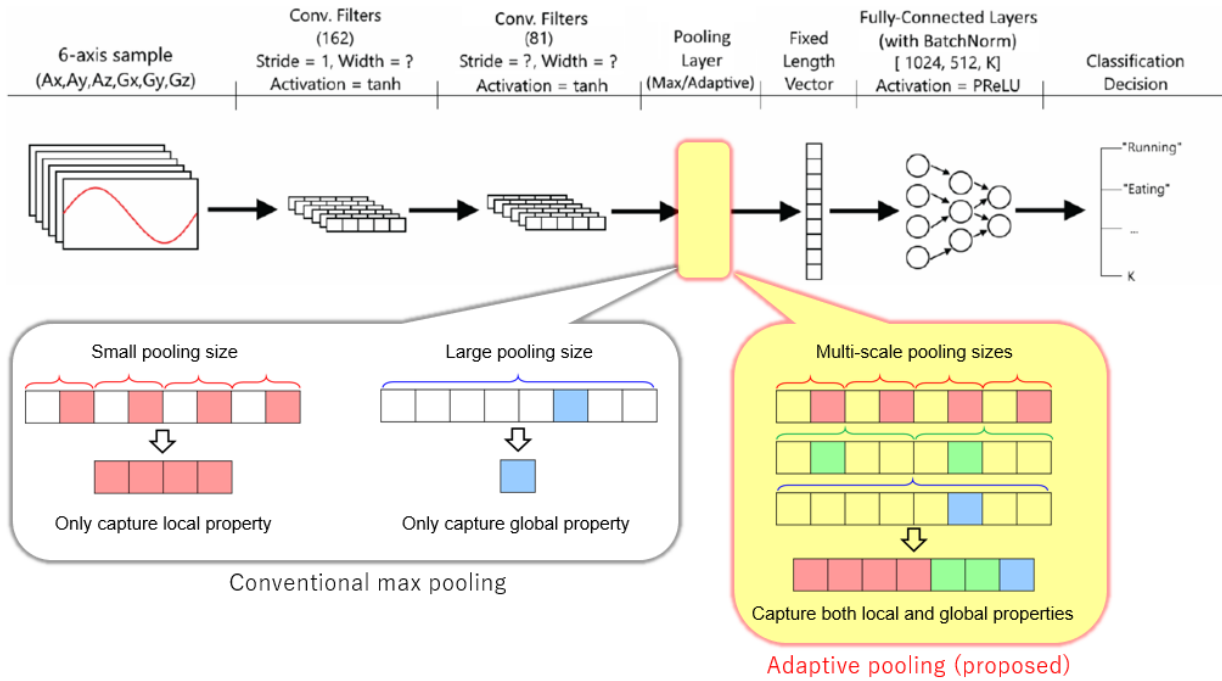 6-axis sample
(Ax,Ay,Az,Gx,Gy,Gz)
Conv. Filters
(162)
Stride = 1, Width = ?
Activation = tanh
Conv. Filters
(81)
Stride = ?, Width = ?
Activation = tanh
Pooling
Layer
(Max/Adaptive)
Fixed
Length
Vector
Fully-Connected Layers
(with BatchNorm)
[ 1024, 512, K]
Activation = PReLU
Classification
Decision
"Running"
"Eating"
...
K
Small pooling size
Only capture local property
Large pooling size
Only capture global property
Conventional max pooling
Multi-scale pooling sizes
Capture both local and global properties
Adaptive pooling (proposed)